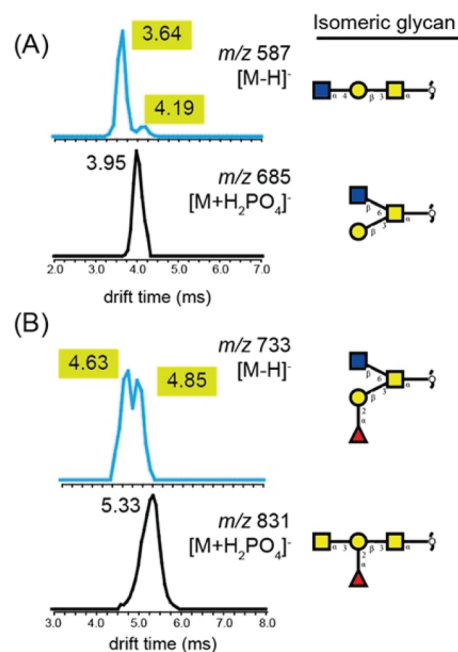 Isomeric glycan
(A)
3.64
4.19
m/z 587
[M-H]⁻
α 4 β 3 α
3.95
m/z 685
[M+H₂PO₄]⁻
β 6
β 3 α
2.0 3.0 4.0 5.0 6.0 7.0
drift time (ms)
(B)
4.63
4.85
m/z 733
[M-H]⁻
β 6
β 3 α
2
α
5.33
m/z 831
[M+H₂PO₄]⁻
α 3 β 3 α
2
α
3.0 4.0 5.0 6.0 7.0 8.0
drift time (ms)